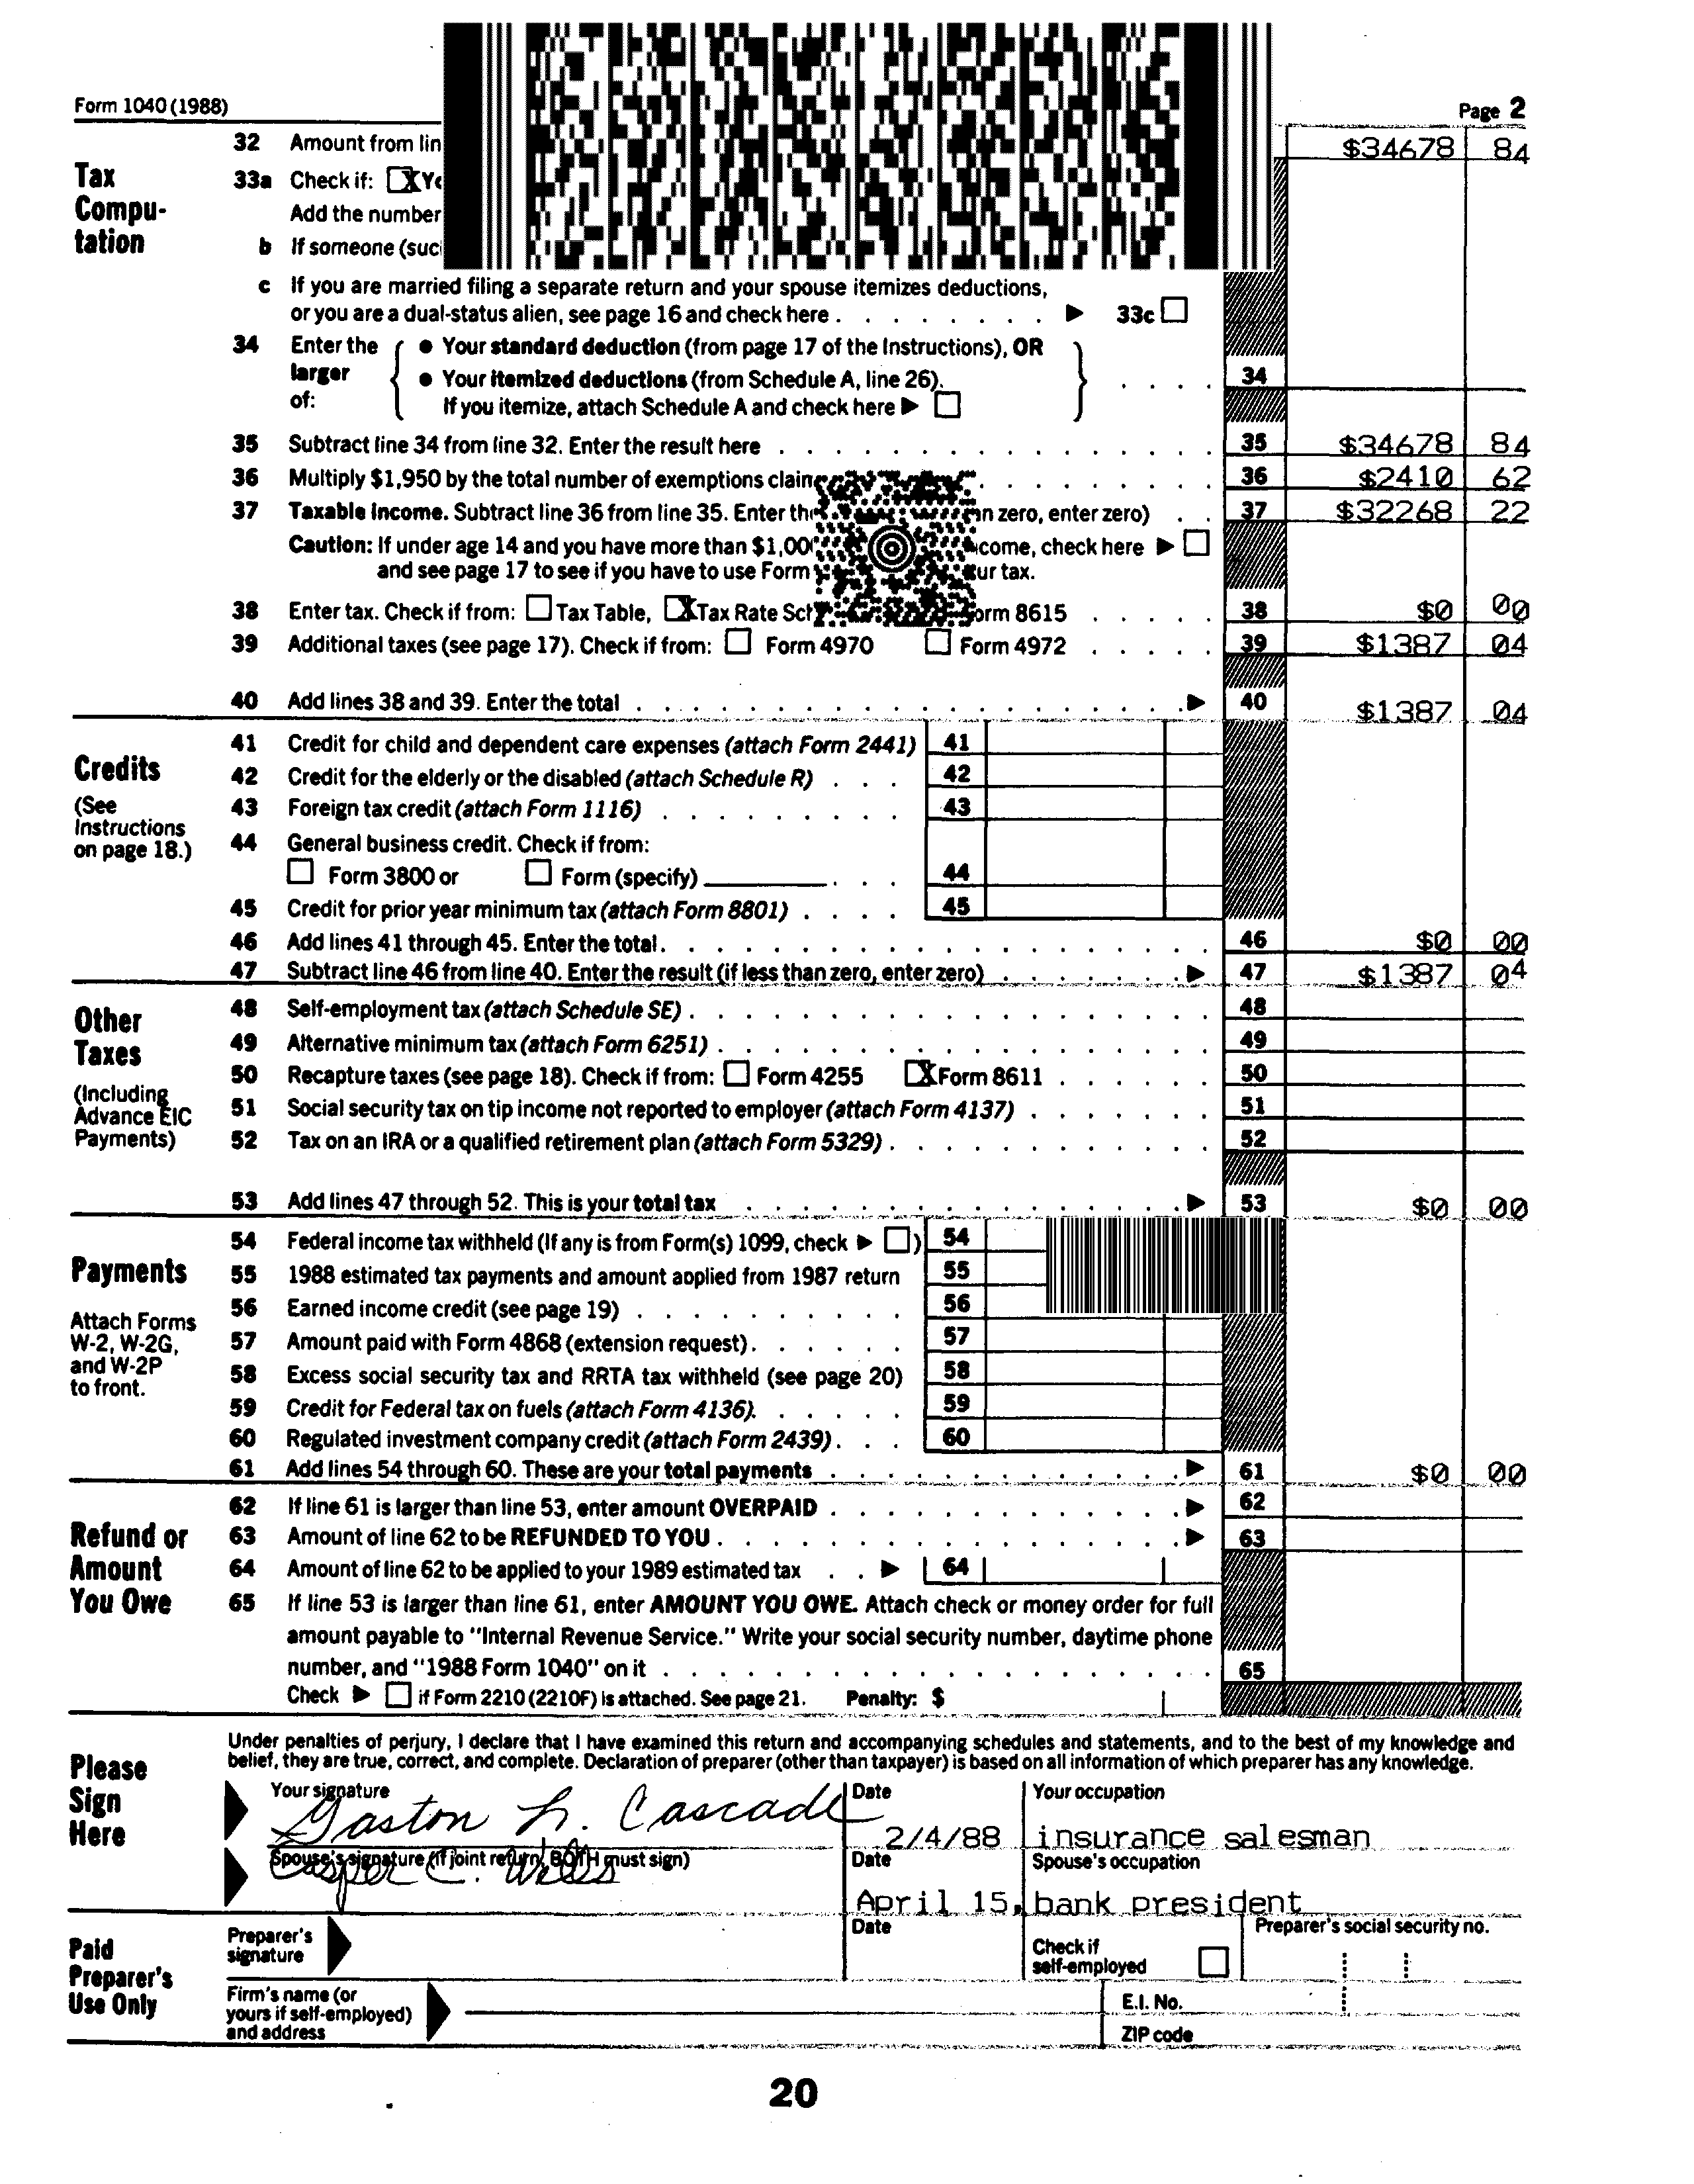 Form 1040 (1988)
Page 2
Tax Compu-tation
32 Amount from lin $34678 84
33a Check if: X
Add the number
b If someone (suc
c If you are married filing a separate return and your spouse itemizes deductions,
or you are a dual-status alien, see page 16 and check here . . . . . . . . ▶ 33c
34 Enter the larger of:
● Your standard deduction (from page 17 of the Instructions), OR
● Your itemized deductions (from Schedule A, line 26).
If you itemize, attach Schedule A and check here ▶
. . . . 34
35 Subtract line 34 from line 32. Enter the result here . . . . 35 $34678 84
36 Multiply $1,950 by the total number of exemptions claim . . . . 36 $2410 62
37 Taxable income. Subtract line 36 from line 35. Enter the n zero, enter zero) . . 37 $32268 22
Caution: If under age 14 and you have more than $1,00 come, check here ▶
and see page 17 to see if you have to use Form ur tax.
38 Enter tax. Check if from: Tax Table, X Tax Rate Sch orm 8615 . . . . . 38 $0 00
39 Additional taxes (see page 17). Check if from: Form 4970 Form 4972 . . . . . 39 $1387 04
40 Add lines 38 and 39. Enter the total . . . . ▶ 40 $1387 04
Credits
(See Instructions on page 18.)
41 Credit for child and dependent care expenses (attach Form 2441) 41
42 Credit for the elderly or the disabled (attach Schedule R) . . . 42
43 Foreign tax credit (attach Form 1116) . . . . . . . . . 43
44 General business credit. Check if from:
Form 3800 or Form (specify) . . . 44
45 Credit for prior year minimum tax (attach Form 8801) . . . . 45
46 Add lines 41 through 45. Enter the total . . . . 46 $0 00
47 Subtract line 46 from line 40. Enter the result (if less than zero, enter zero) . . . . ▶ 47 $1387 04
Other Taxes
(Including Advance EIC Payments)
48 Self-employment tax (attach Schedule SE) . . . . 48
49 Alternative minimum tax (attach Form 6251) . . . . 49
50 Recapture taxes (see page 18). Check if from: Form 4255 X Form 8611 . . . . . . 50
51 Social security tax on tip income not reported to employer (attach Form 4137) . . . . . . 51
52 Tax on an IRA or a qualified retirement plan (attach Form 5329) . . . . 52
53 Add lines 47 through 52. This is your total tax . . . . ▶ 53 $0 00
Payments
Attach Forms W-2, W-2G, and W-2P to front.
54 Federal income tax withheld (If any is from Form(s) 1099, check ▶ ) 54
55 1988 estimated tax payments and amount applied from 1987 return 55
56 Earned income credit (see page 19) . . . . . . . . . 56
57 Amount paid with Form 4868 (extension request) . . . . . . 57
58 Excess social security tax and RRTA tax withheld (see page 20) 58
59 Credit for Federal tax on fuels (attach Form 4136). . . . . . 59
60 Regulated investment company credit (attach Form 2439) . . . 60
61 Add lines 54 through 60. These are your total payments . . . . ▶ 61 $0 00
Refund or Amount You Owe
62 If line 61 is larger than line 53, enter amount OVERPAID . . . . ▶ 62
63 Amount of line 62 to be REFUNDED TO YOU . . . . ▶ 63
64 Amount of line 62 to be applied to your 1989 estimated tax . . ▶ 64
65 If line 53 is larger than line 61, enter AMOUNT YOU OWE. Attach check or money order for full
amount payable to "Internal Revenue Service." Write your social security number, daytime phone
number, and "1988 Form 1040" on it . . . . 65
Check ▶ if Form 2210 (2210F) is attached. See page 21. Penalty: $
Please Sign Here
Under penalties of perjury, I declare that I have examined this return and accompanying schedules and statements, and to the best of my knowledge and
belief, they are true, correct, and complete. Declaration of preparer (other than taxpayer) is based on all information of which preparer has any knowledge.
Your signature Date Your occupation
Gaston h. Cascade 2/4/88 insurance salesman
Spouse's signature (if joint return, BOTH must sign) Date Spouse's occupation
Casper C. Wells April 15, bank president
Paid Preparer's Use Only
Preparer's signature
Date
Check if self-employed
Preparer's social security no.
Firm's name (or yours if self-employed) and address
E.I. No.
ZIP code
20